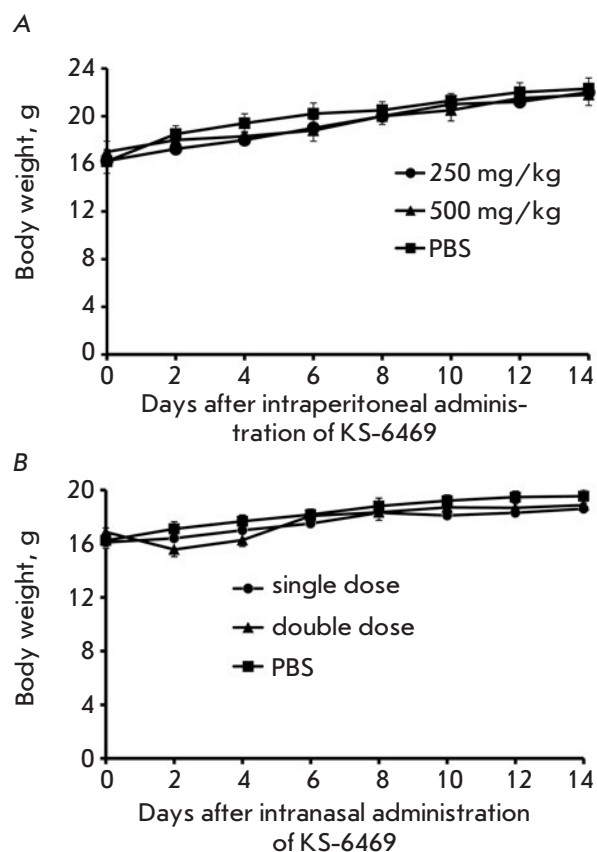 A
Body weight, g
24
20
16
12
8
4
0
250 mg/kg
500 mg/kg
PBS
0 2 4 6 8 10 12 14
Days after intraperitoneal adminis-
tration of KS-6469
B
Body weight, g
20
16
12
8
4
0
single dose
double dose
PBS
0 2 4 6 8 10 12 14
Days after intranasal administration
of KS-6469